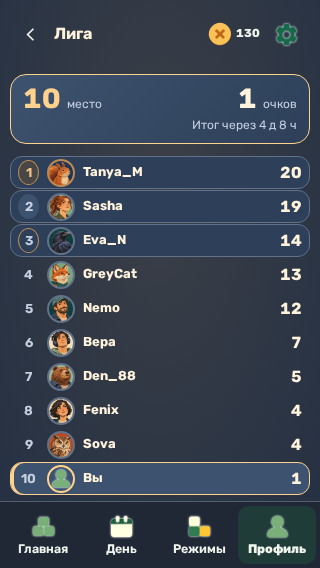 Лига
130
10 место
1 очков
Итог через 4 д 8 ч
1 Tanya_M 20
2 Sasha 19
3 Eva_N 14
4 GreyCat 13
5 Nemo 12
6 Вера 7
7 Den_88 5
8 Fenix 4
9 Sova 4
10 Вы 1
Главная День Режимы Профиль